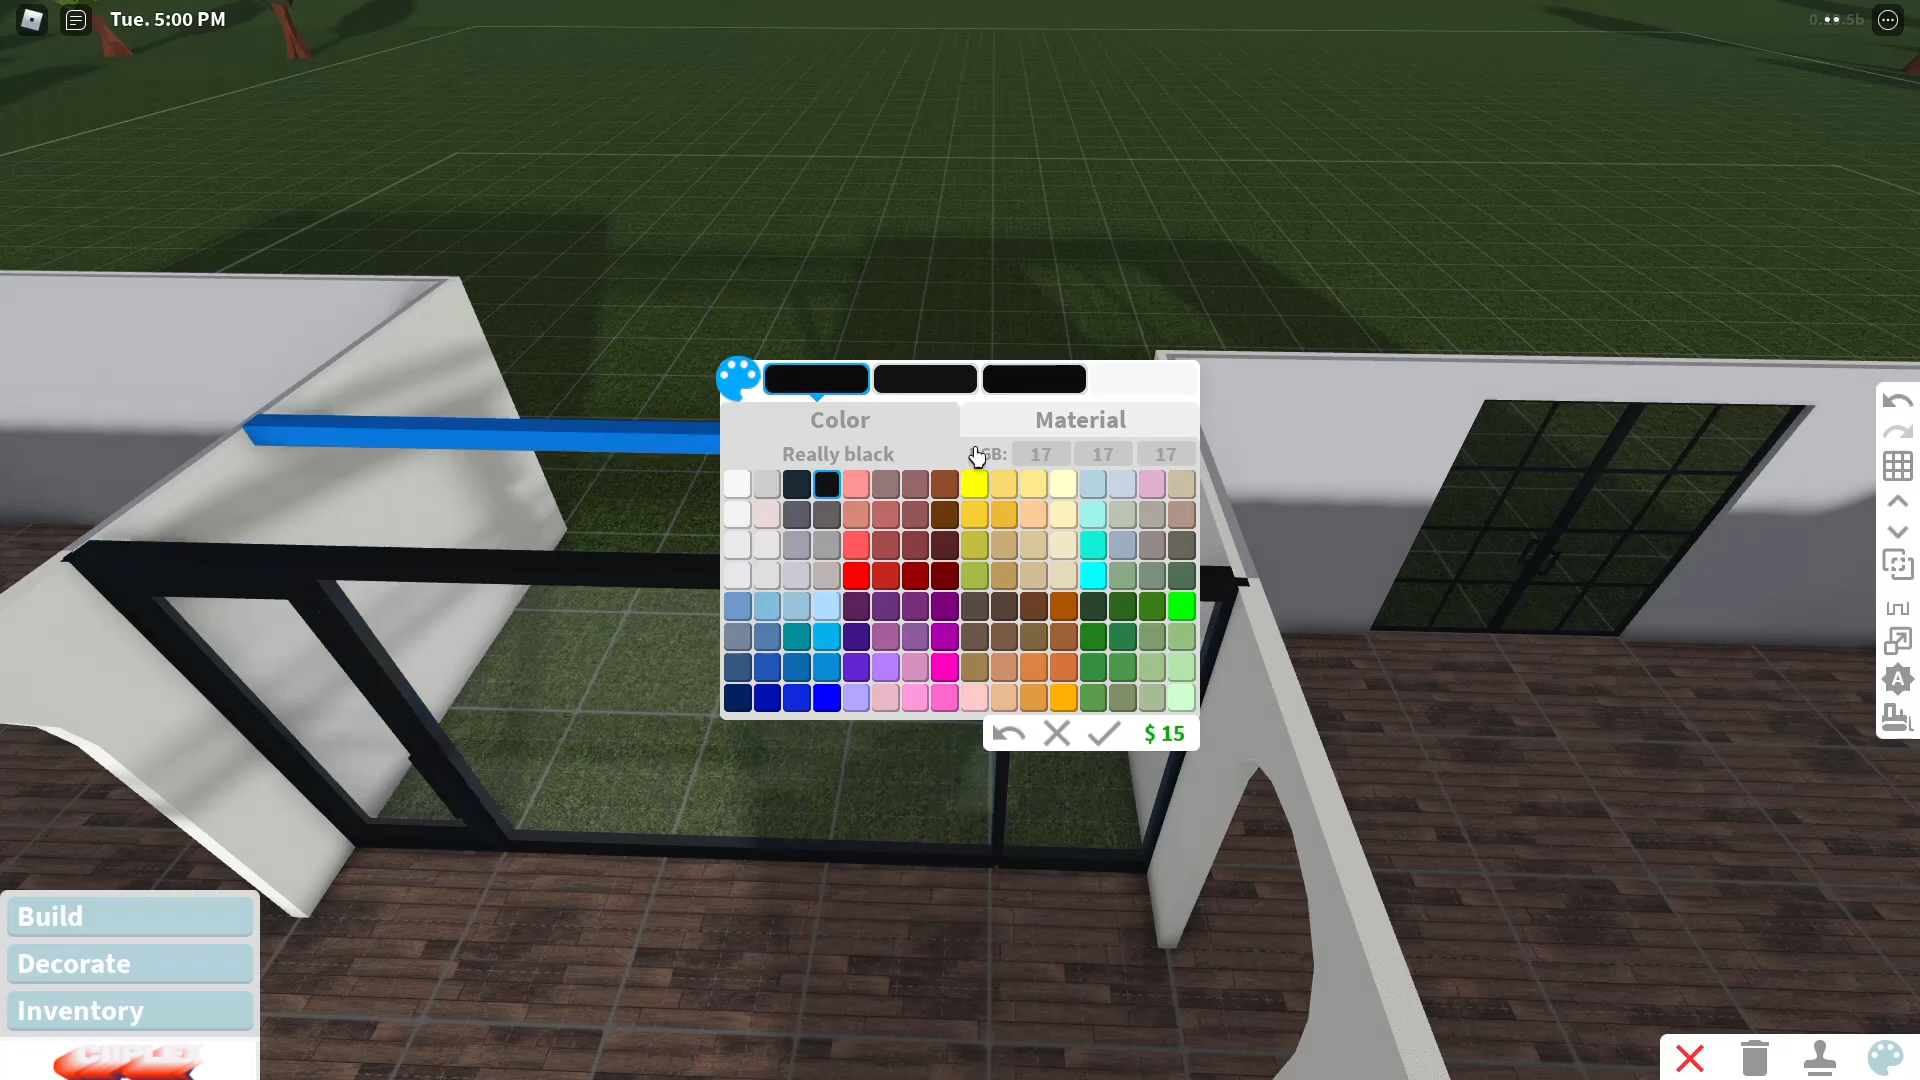 Tue. 5:00 PM
Color
Material
Really black
17
17
17
$ 15
A
Build
Decorate
Inventory